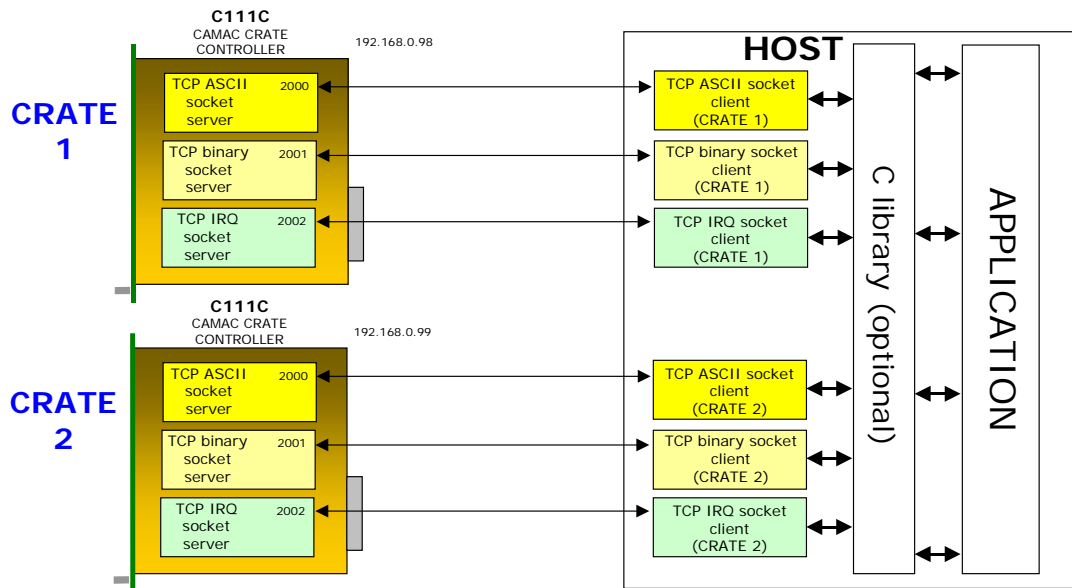 C111C
CAMAC CRATE
CONTROLLER
192.168.0.98
HOST
CRATE
1
TCP ASCII
socket
server
2000
TCP binary
socket
server
2001
TCP IRQ
socket
server
2002
TCP ASCII socket
client
(CRATE 1)
TCP binary socket
client
(CRATE 1)
TCP IRQ socket
client
(CRATE 1)
C111C
CAMAC CRATE
CONTROLLER
192.168.0.99
CRATE
2
TCP ASCII
socket
server
2000
TCP binary
socket
server
2001
TCP IRQ
socket
server
2002
TCP ASCII socket
client
(CRATE 2)
TCP binary socket
client
(CRATE 2)
TCP IRQ socket
client
(CRATE 2)
C library (optional)
APPLICATION